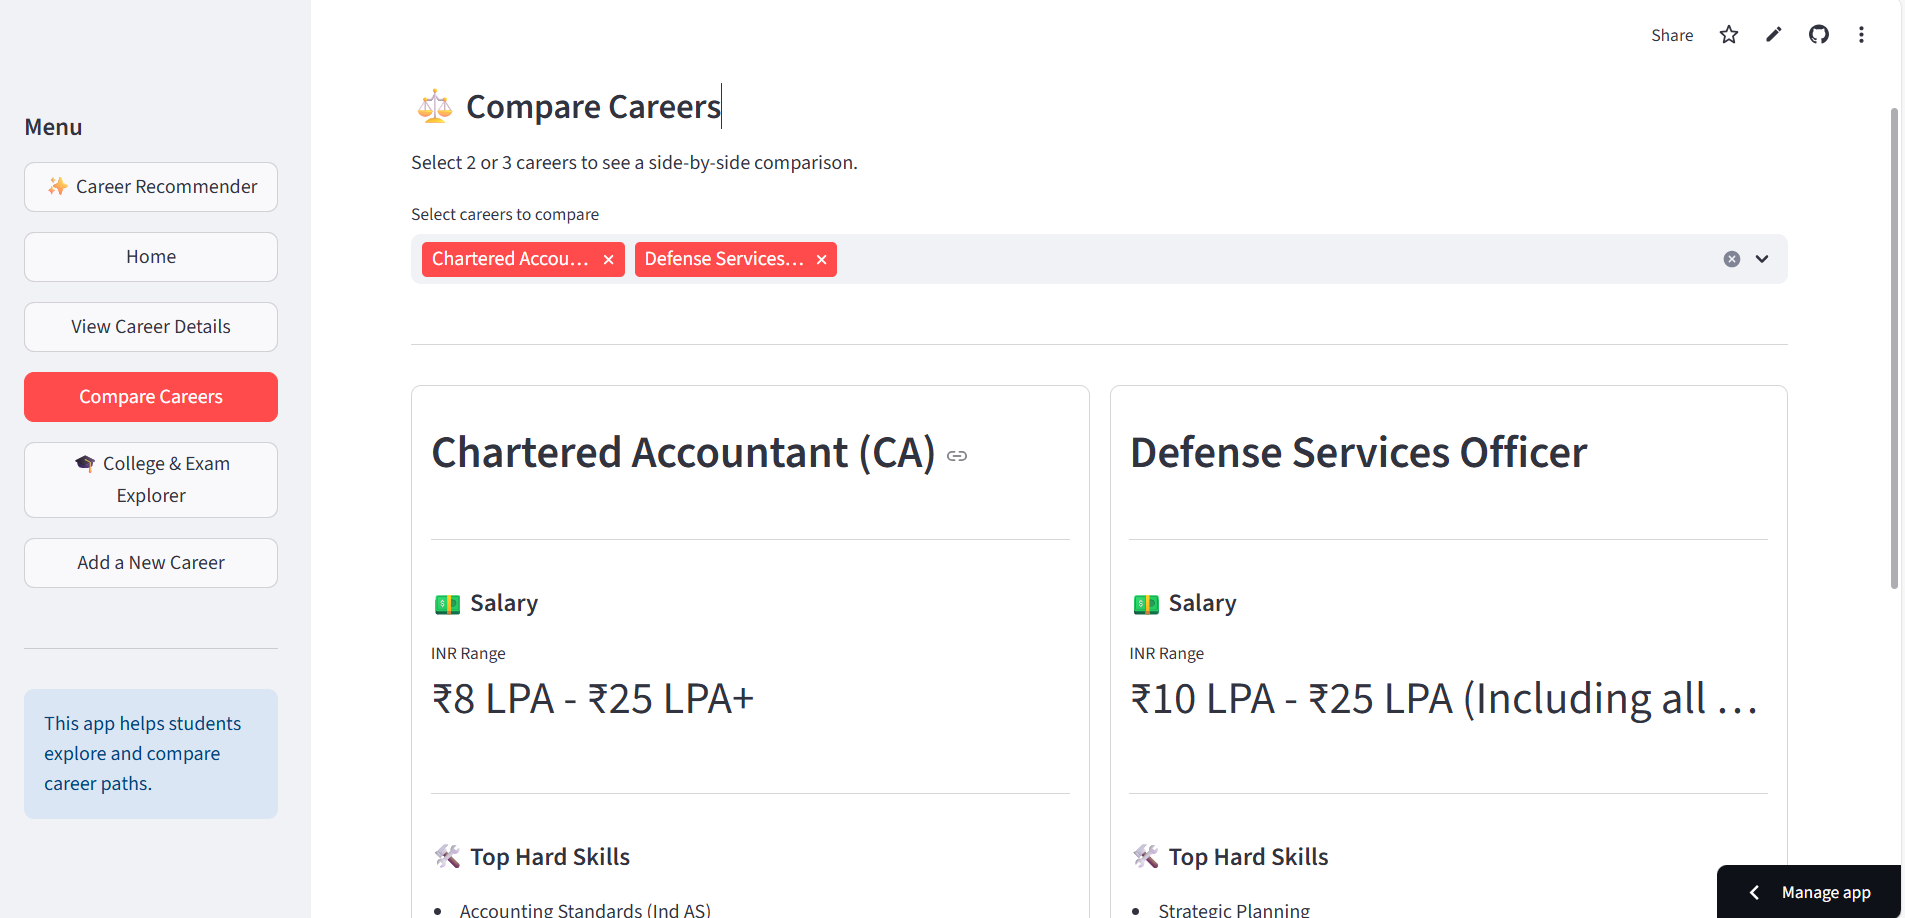 Share
Menu
✨ Career Recommender
Home
View Career Details
Compare Careers
🎓 College & Exam
Explorer
Add a New Career
This app helps students
explore and compare
career paths.
⚖️ Compare Careers
Select 2 or 3 careers to see a side-by-side comparison.
Select careers to compare
Chartered Accou... ×
Defense Services... ×
Chartered Accountant (CA)
💵 Salary
INR Range
₹8 LPA - ₹25 LPA+
🛠️ Top Hard Skills
• Accounting Standards (Ind AS)
Defense Services Officer
💵 Salary
INR Range
₹10 LPA - ₹25 LPA (Including all ...
🛠️ Top Hard Skills
• Strategic Planning
Manage app